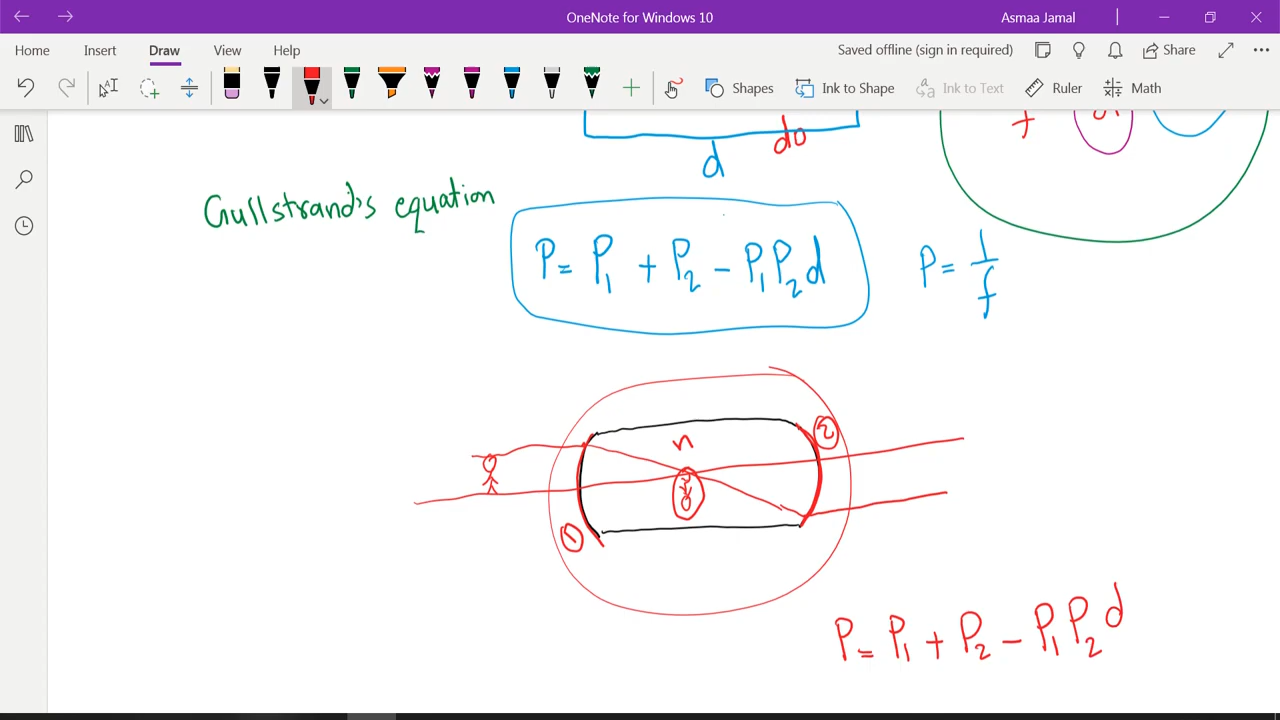 OneNote for Windows 10
Asmaa Jamal
Home Insert Draw View Help
Saved offline (sign in required)
Share
Shapes
Ink to Shape
Ink to Text
Ruler
Math
do
d
f
Gullstrand's equation
P = P₁ + P₂ − P₁P₂d
P = 1/f
n
①
②
P = P₁ + P₂ − P₁P₂d